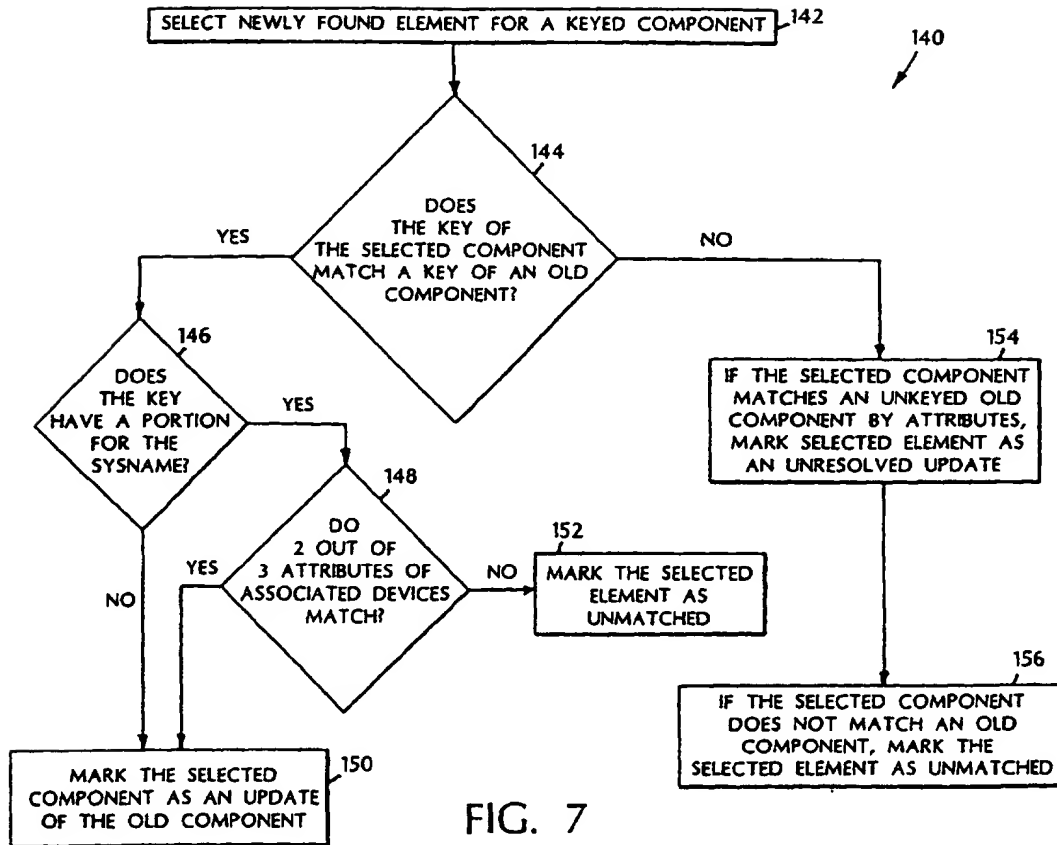 SELECT NEWLY FOUND ELEMENT FOR A KEYED COMPONENT
142
140
144
DOES
THE KEY OF
THE SELECTED COMPONENT
MATCH A KEY OF AN OLD
COMPONENT?
YES
NO
146
DOES
THE KEY
HAVE A PORTION
FOR THE
SYSNAME?
YES
NO
148
DO
2 OUT OF
3 ATTRIBUTES OF
ASSOCIATED DEVICES
MATCH?
YES
NO
152
MARK THE SELECTED
ELEMENT AS
UNMATCHED
154
IF THE SELECTED COMPONENT
MATCHES AN UNKEYED OLD
COMPONENT BY ATTRIBUTES,
MARK SELECTED ELEMENT AS
AN UNRESOLVED UPDATE
156
IF THE SELECTED COMPONENT
DOES NOT MATCH AN OLD
COMPONENT, MARK THE
SELECTED ELEMENT AS UNMATCHED
150
MARK THE SELECTED
COMPONENT AS AN UPDATE
OF THE OLD COMPONENT
FIG. 7